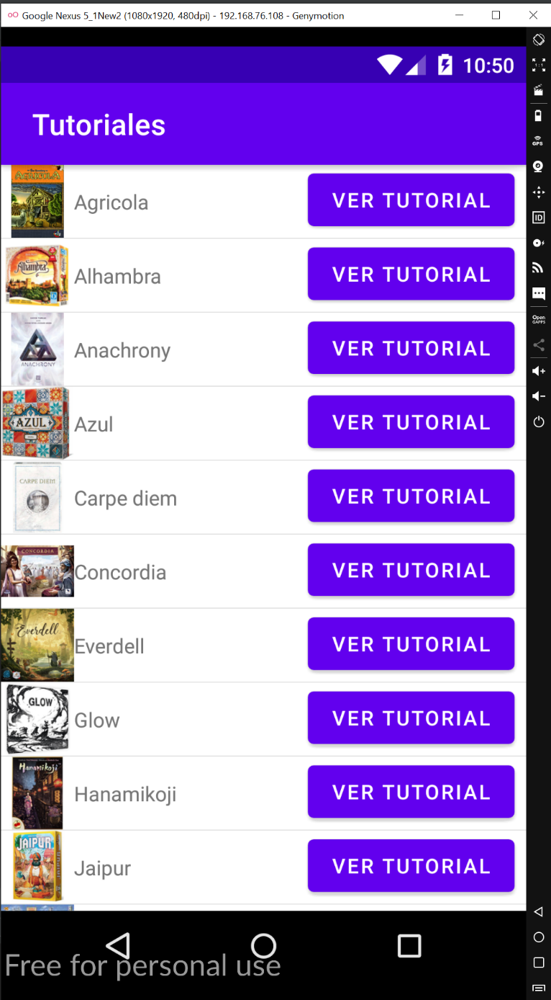 Google Nexus 5_1New2 (1080x1920, 480dpi) - 192.168.76.108 - Genymotion
10:50
1:1
Tutoriales
GPS
AGRICOLA
Agricola
VER TUTORIAL
ID
Alhambra
Alhambra
VER TUTORIAL
Open
GAPPS
ANACHRONY
Anachrony
VER TUTORIAL
AZUL
Azul
VER TUTORIAL
CARPE DIEM
Carpe diem
VER TUTORIAL
CONCORDIA
Concordia
VER TUTORIAL
Everdell
Everdell
VER TUTORIAL
GLOW
Glow
VER TUTORIAL
Hanamikoji
Hanamikoji
VER TUTORIAL
JAIPUR
Jaipur
VER TUTORIAL
Free for personal use